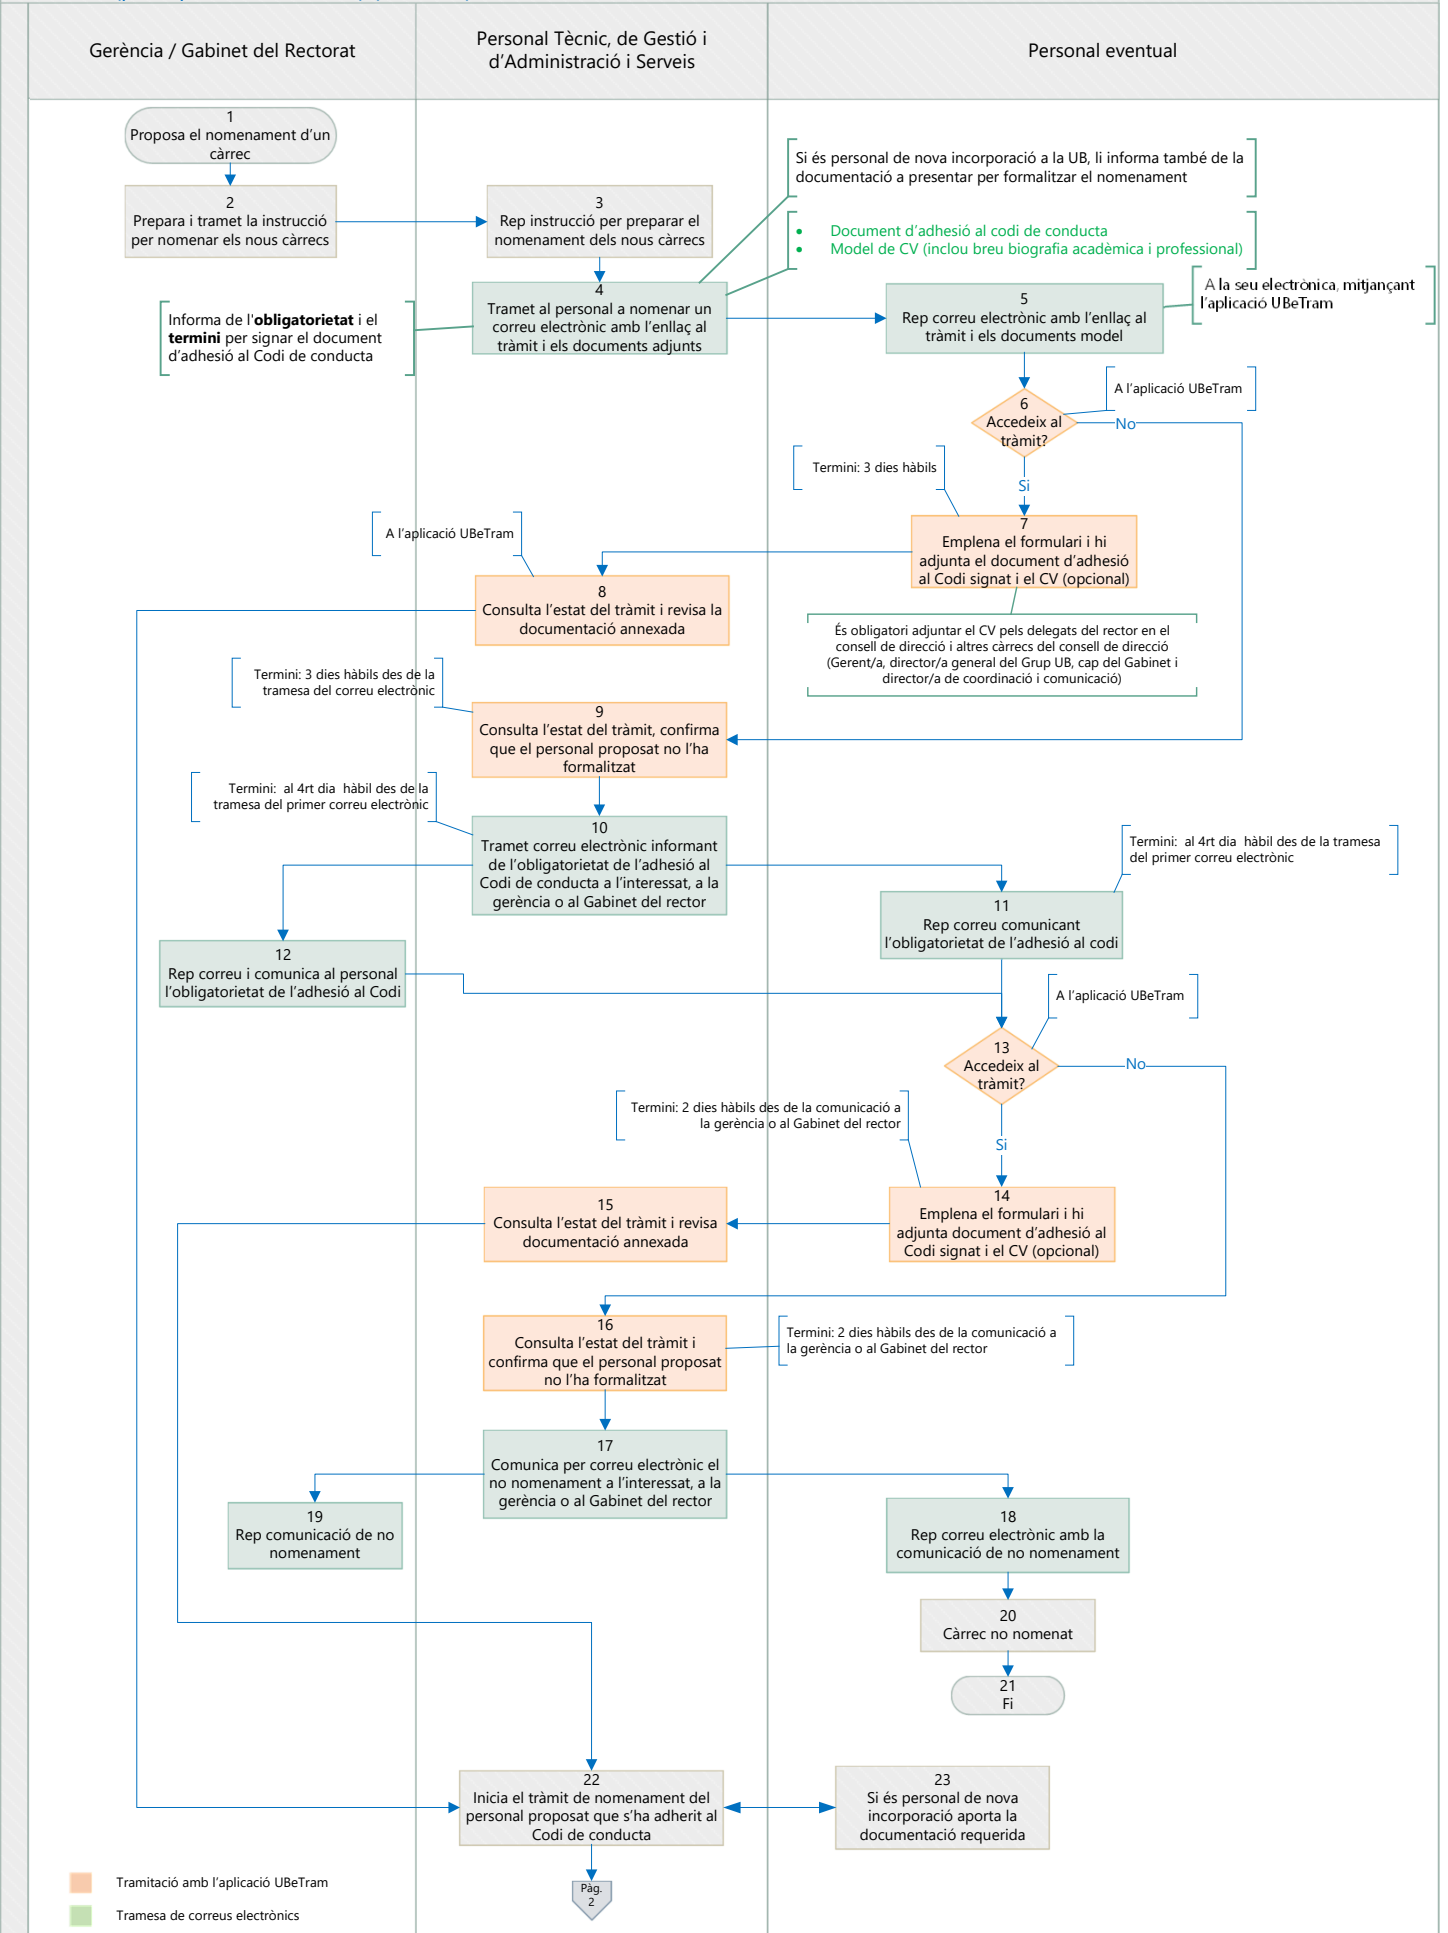 Gerència / Gabinet del Rectorat
Personal Tècnic, de Gestió i
d'Administració i Serveis
Personal eventual
1
Proposa el nomenament d'un
càrrec
2
Prepara i tramet la instrucció
per nomenar els nous càrrecs
3
Rep instrucció per preparar el
nomenament dels nous càrrecs
Si és personal de nova incorporació a la UB, li informa també de la
documentació a presentar per formalitzar el nomenament
• Document d'adhesió al codi de conducta
• Model de CV (inclou breu biografia acadèmica i professional)
Informa de l'obligatorietat i el
termini per signar el document
d'adhesió al Codi de conducta
4
Tramet al personal a nomenar un
correu electrònic amb l'enllaç al
tràmit i els documents adjunts
5
Rep correu electrònic amb l'enllaç al
tràmit i els documents model
A la seu electrònica, mitjançant
l'aplicació UBeTram
6
Accedeix al
tràmit?
A l'aplicació UBeTram
No
Si
Termini: 3 dies hàbils
7
Emplena el formulari i hi
adjunta el document d'adhesió
al Codi signat i el CV (opcional)
És obligatori adjuntar el CV pels delegats del rector en el
consell de direcció i altres càrrecs del consell de direcció
(Gerent/a, director/a general del Grup UB, cap del Gabinet i
director/a de coordinació i comunicació)
A l'aplicació UBeTram
8
Consulta l'estat del tràmit i revisa la
documentació annexada
Termini: 3 dies hàbils des de la
tramesa del correu electrònic
9
Consulta l'estat del tràmit, confirma
que el personal proposat no l'ha
formalitzat
Termini:  al 4rt dia  hàbil des de la
tramesa del primer correu electrònic
10
Tramet correu electrònic informant
de l'obligatorietat de l'adhesió al
Codi de conducta a l'interessat, a la
gerència o al Gabinet del rector
Termini:  al 4rt dia  hàbil des de la tramesa
del primer correu electrònic
11
Rep correu comunicant
l'obligatorietat de l'adhesió al codi
12
Rep correu i comunica al personal
l'obligatorietat de l'adhesió al Codi
A l'aplicació UBeTram
13
Accedeix al
tràmit?
No
Si
Termini: 2 dies hàbils des de la comunicació a
la gerència o al Gabinet del rector
14
Emplena el formulari i hi
adjunta document d'adhesió al
Codi signat i el CV (opcional)
15
Consulta l'estat del tràmit i revisa
documentació annexada
16
Consulta l'estat del tràmit i
confirma que el personal proposat
no l'ha formalitzat
Termini: 2 dies hàbils des de la comunicació a
la gerència o al Gabinet del rector
17
Comunica per correu electrònic el
no nomenament a l'interessat, a la
gerència o al Gabinet del rector
18
Rep correu electrònic amb la
comunicació de no nomenament
19
Rep comunicació de no
nomenament
20
Càrrec no nomenat
21
Fi
22
Inicia el tràmit de nomenament del
personal proposat que s'ha adherit al
Codi de conducta
23
Si és personal de nova
incorporació aporta la
documentació requerida
Pàg.
2
Tramitació amb l'aplicació UBeTram
Tramesa de correus electrònics